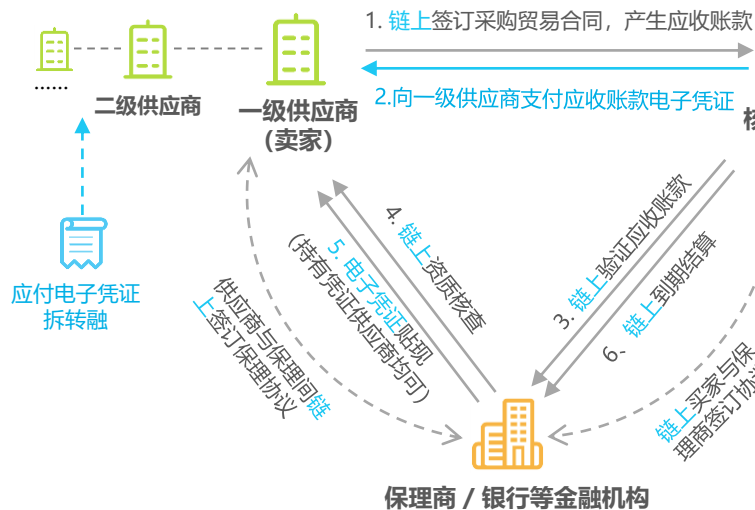 1. 链上签订采购贸易合同，产生应收账款
2.向一级供应商支付应收账款电子凭证
......
二级供应商
一级供应商
（卖家）
应付电子凭证
拆转融
供应商与保理间链
上签订保理协议
（持有凭证供应商均可）
5. 电子凭证贴现
4. 链上资质核查
3. 链上验证应收账款
6、链上到期结算
链上买家与保
理商签订协议
保理商 / 银行等金融机构